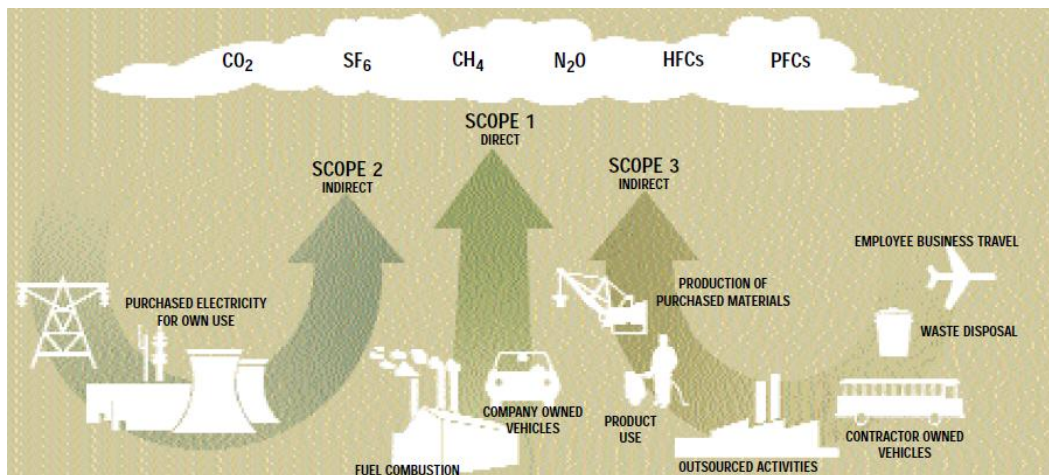 CO₂ SF₆ CH₄ N₂O HFCs PFCs
SCOPE 1
DIRECT
SCOPE 2
INDIRECT
SCOPE 3
INDIRECT
EMPLOYEE BUSINESS TRAVEL
PURCHASED ELECTRICITY
FOR OWN USE
PRODUCTION OF
PURCHASED MATERIALS
WASTE DISPOSAL
COMPANY OWNED
VEHICLES
PRODUCT
USE
CONTRACTOR OWNED
VEHICLES
FUEL COMBUSTION
OUTSOURCED ACTIVITIES